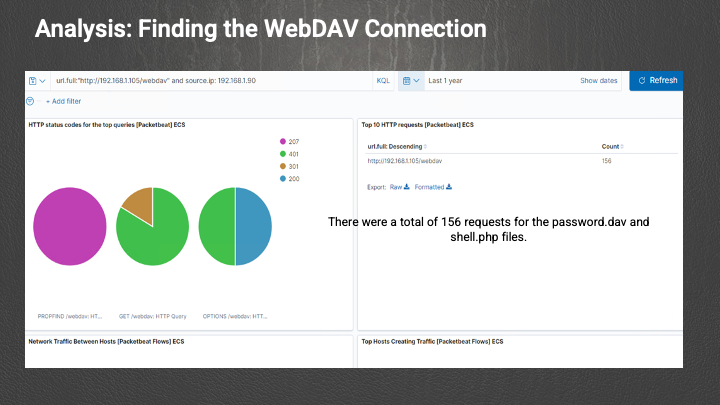 Analysis: Finding the WebDAV Connection
url.full:"http://192.168.1.105/webdav" and source.ip: 192.168.1.90
KQL
Last 1 year
Show dates
Refresh
+ Add filter
HTTP status codes for the top queries [Packetbeat] ECS
207
401
301
200
PROPFIND /webdav: HT...
GET /webdav: HTTP Query
OPTIONS /webdav: HTT...
Top 10 HTTP requests [Packetbeat] ECS
url.full: Descending
Count
http://192.168.1.105/webdav
156
Export: Raw Formatted
There were a total of 156 requests for the password.dav and
shell.php files.
Network Traffic Between Hosts [Packetbeat Flows] ECS
Top Hosts Creating Traffic [Packetbeat Flows] ECS